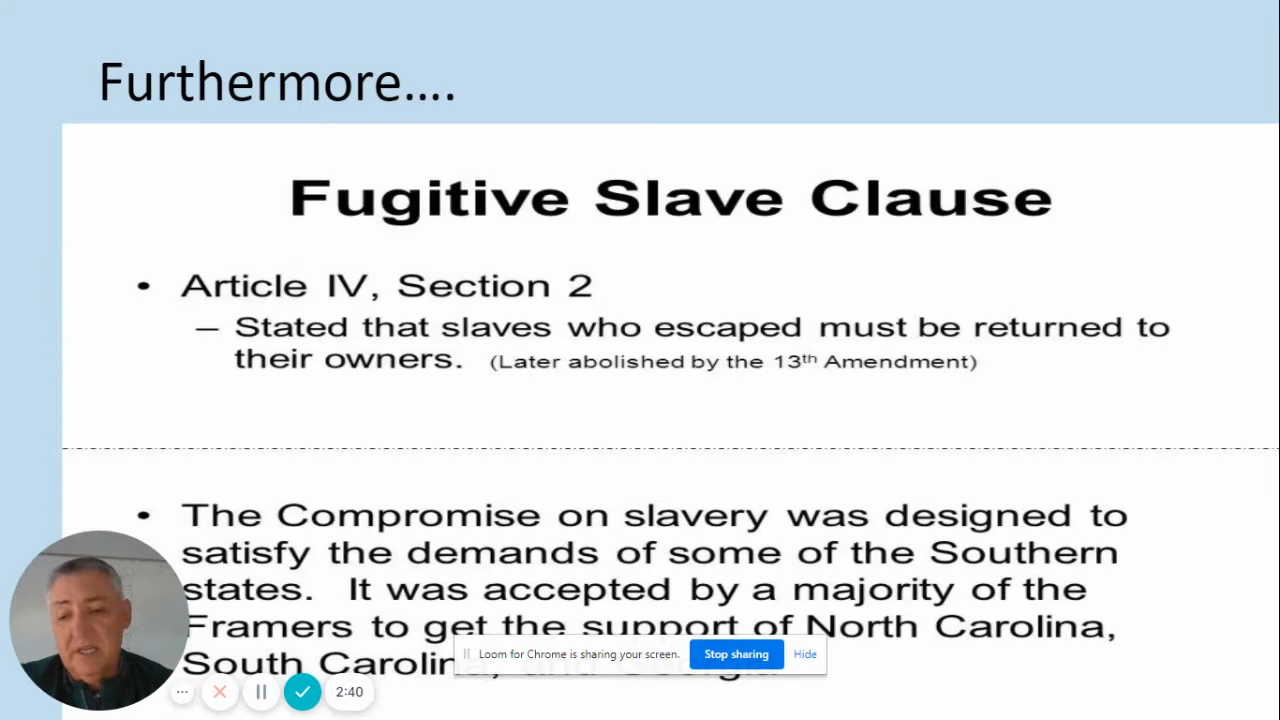 Furthermore....
Fugitive Slave Clause
• Article IV, Section 2
– Stated that slaves who escaped must be returned to
their owners. (Later abolished by the 13th Amendment)
• The Compromise on slavery was designed to
satisfy the demands of some of the Southern
states. It was accepted by a majority of the
Framers to get the support of North Carolina,
South Carolina, and Georgia
Loom for Chrome is sharing your screen. Stop sharing Hide
2:40